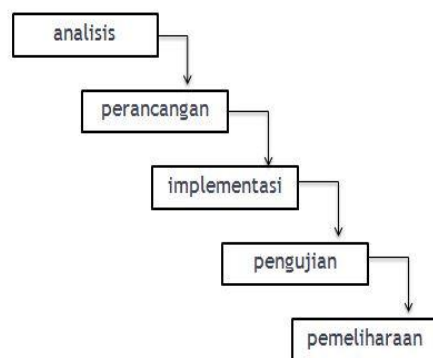 analisis
perancangan
implementasi
pengujian
pemeliharaan